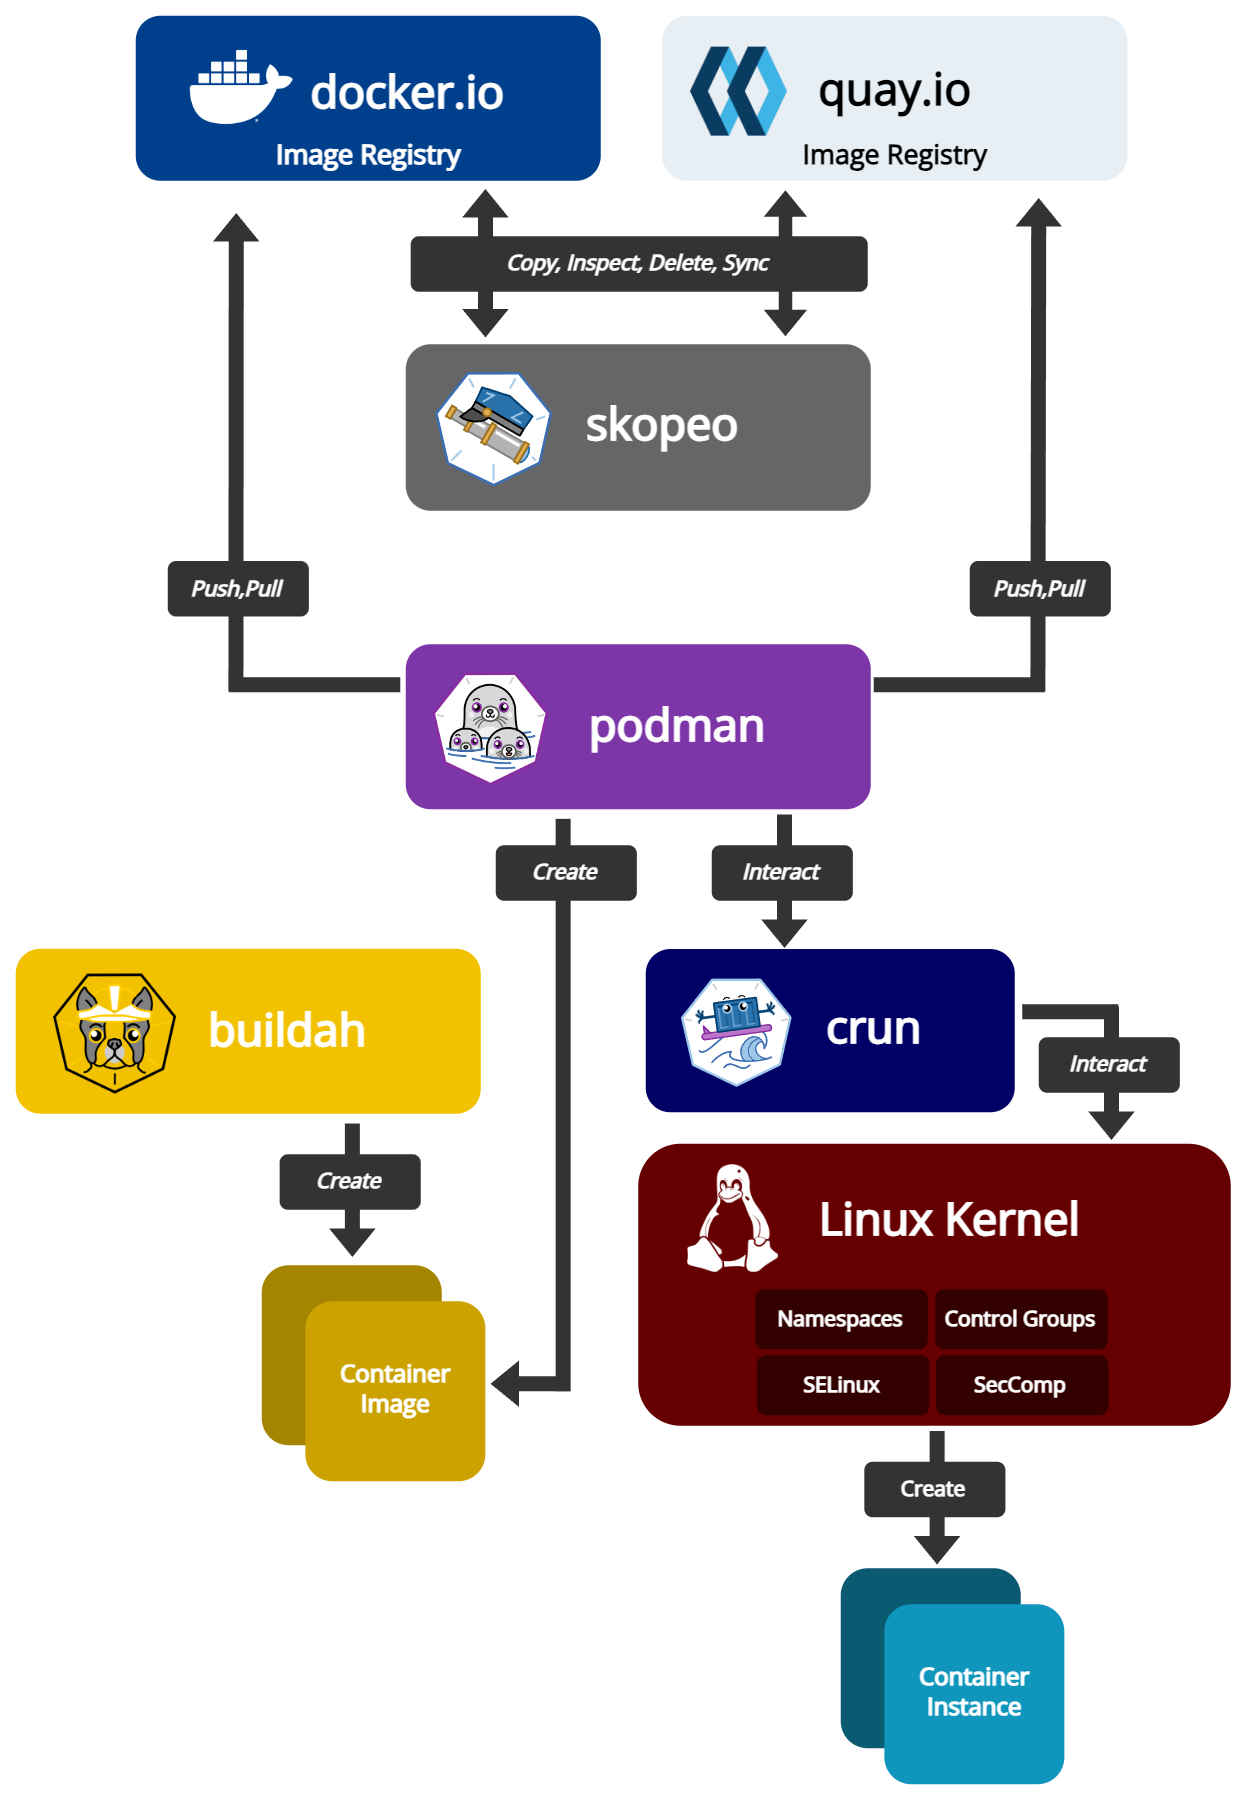 docker.io
Image Registry
quay.io
Image Registry
Copy, Inspect, Delete, Sync
skopeo
Push,Pull
Push,Pull
podman
Create
Interact
buildah
crun
Interact
Create
Linux Kernel
Namespaces
Control Groups
SELinux
SecComp
Container
Image
Create
Container
Instance